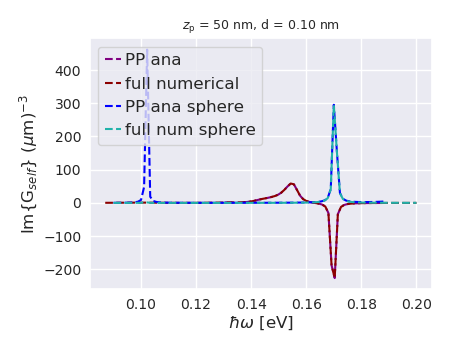 z_p = 50 nm, d = 0.10 nm
Im{G_self} (μm)^−3
400
300
200
100
0
−100
−200
PP ana
full numerical
PP ana sphere
full num sphere
0.10 0.12 0.14 0.16 0.18 0.20
ℏω [eV]